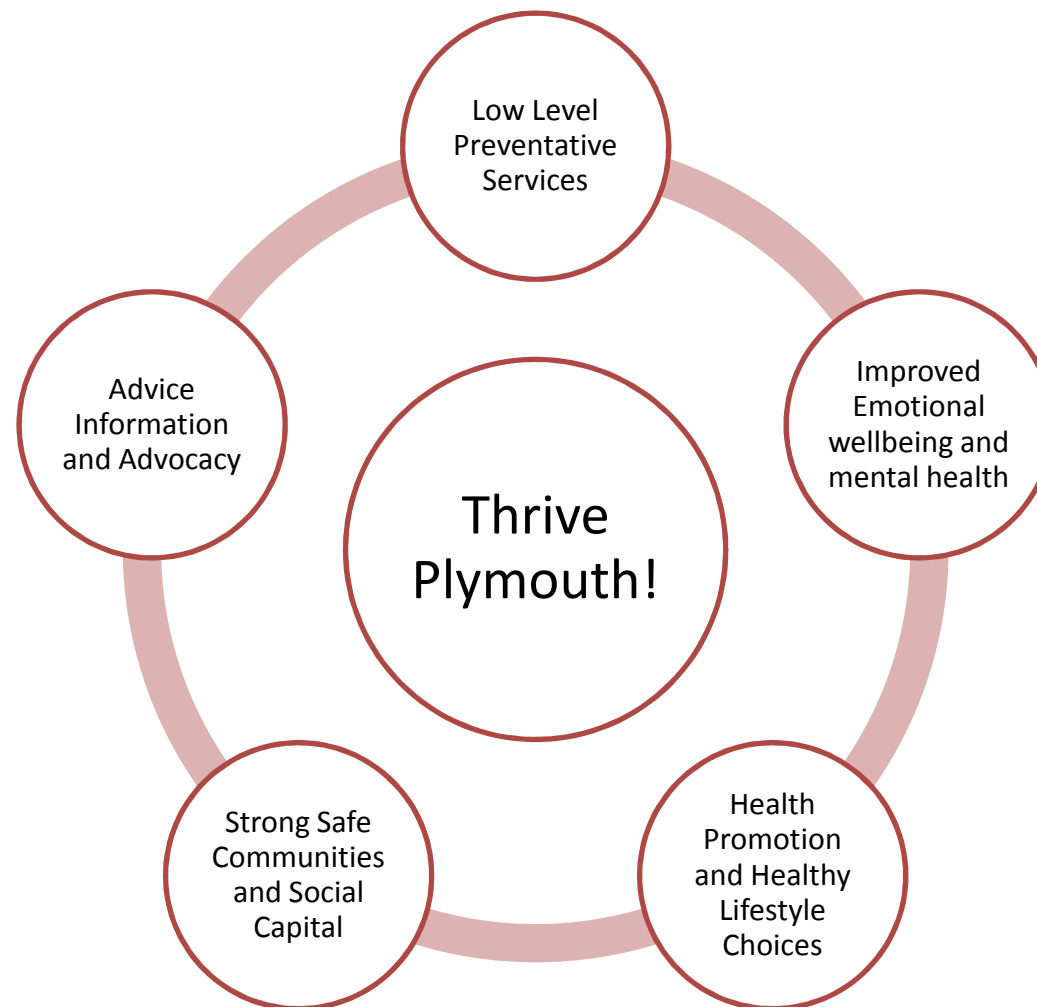 Low Level
Preventative
Services
Improved
Emotional
wellbeing and
mental health
Health
Promotion
and Healthy
Lifestyle
Choices
Strong Safe
Communities
and Social
Capital
Advice
Information
and Advocacy
Thrive
Plymouth!